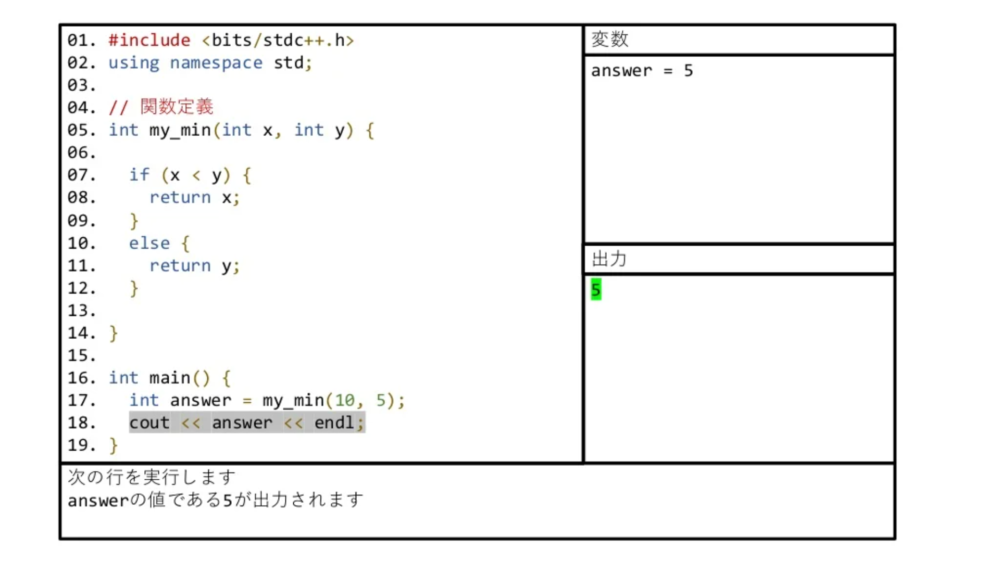 01. #include <bits/stdc++.h>
02. using namespace std;
03.
04. // 関数定義
05. int my_min(int x, int y) {
06.
07.   if (x < y) {
08.     return x;
09.   }
10.   else {
11.     return y;
12.   }
13.
14. }
15.
16. int main() {
17.   int answer = my_min(10, 5);
18.   cout << answer << endl;
19. }
変数
answer = 5
出力
5
次の行を実行します
answerの値である5が出力されます